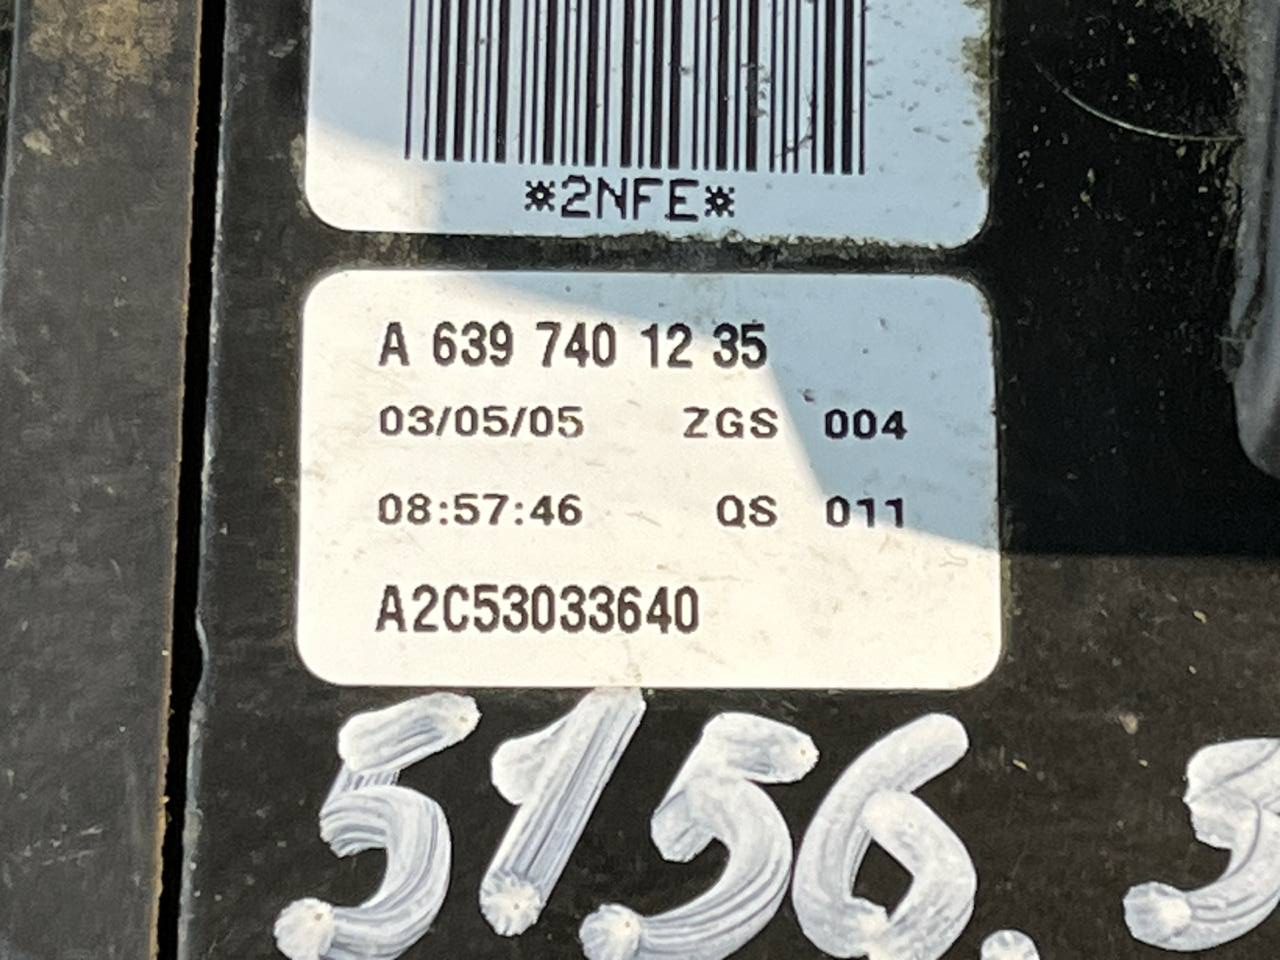 *2NFE*
A 639 740 12 35
03/05/05 ZGS 004
08:57:46 QS 011
A2C53033640
5156.